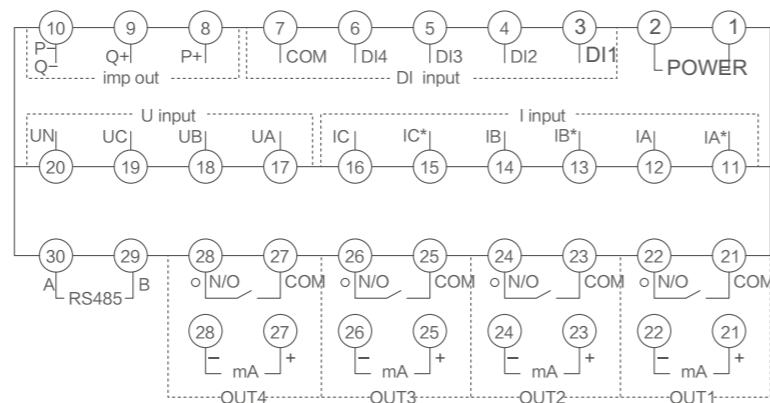 10 9 8 7 6 5 4 3 2 1
P− Q+ P+ COM DI4 DI3 DI2 DI1
Q− POWER
imp out DI input
U input I input
UN UC UB UA IC IC* IB IB* IA IA*
20 19 18 17 16 15 14 13 12 11
30 29 28 27 26 25 24 23 22 21
A B N/O COM N/O COM N/O COM N/O COM
RS485
28 27 26 25 24 23 22 21
− + − + − + − +
mA mA mA mA
OUT4 OUT3 OUT2 OUT1